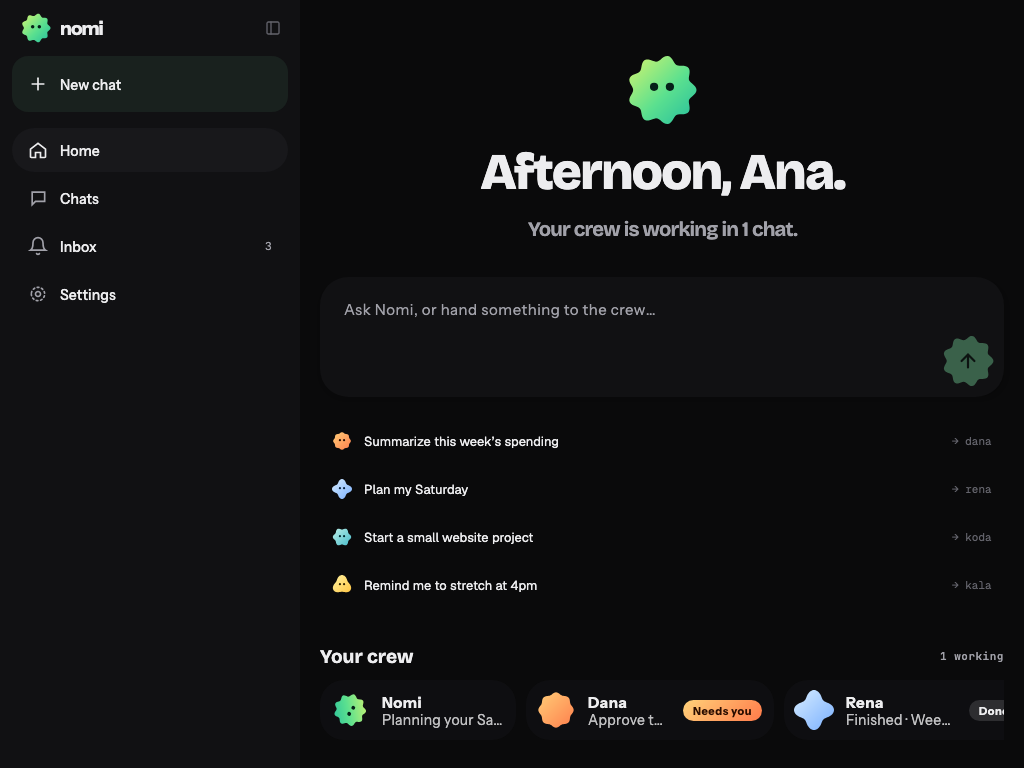 nomi
New chat
Home
Chats
Inbox 3
Settings
Afternoon, Ana.
Your crew is working in 1 chat.
Ask Nomi, or hand something to the crew…
Summarize this week's spending → dana
Plan my Saturday → rena
Start a small website project → koda
Remind me to stretch at 4pm → kala
Your crew 1 working
Nomi
Planning your Sa…
Dana
Approve t…
Needs you
Rena
Finished · Wee…
Done